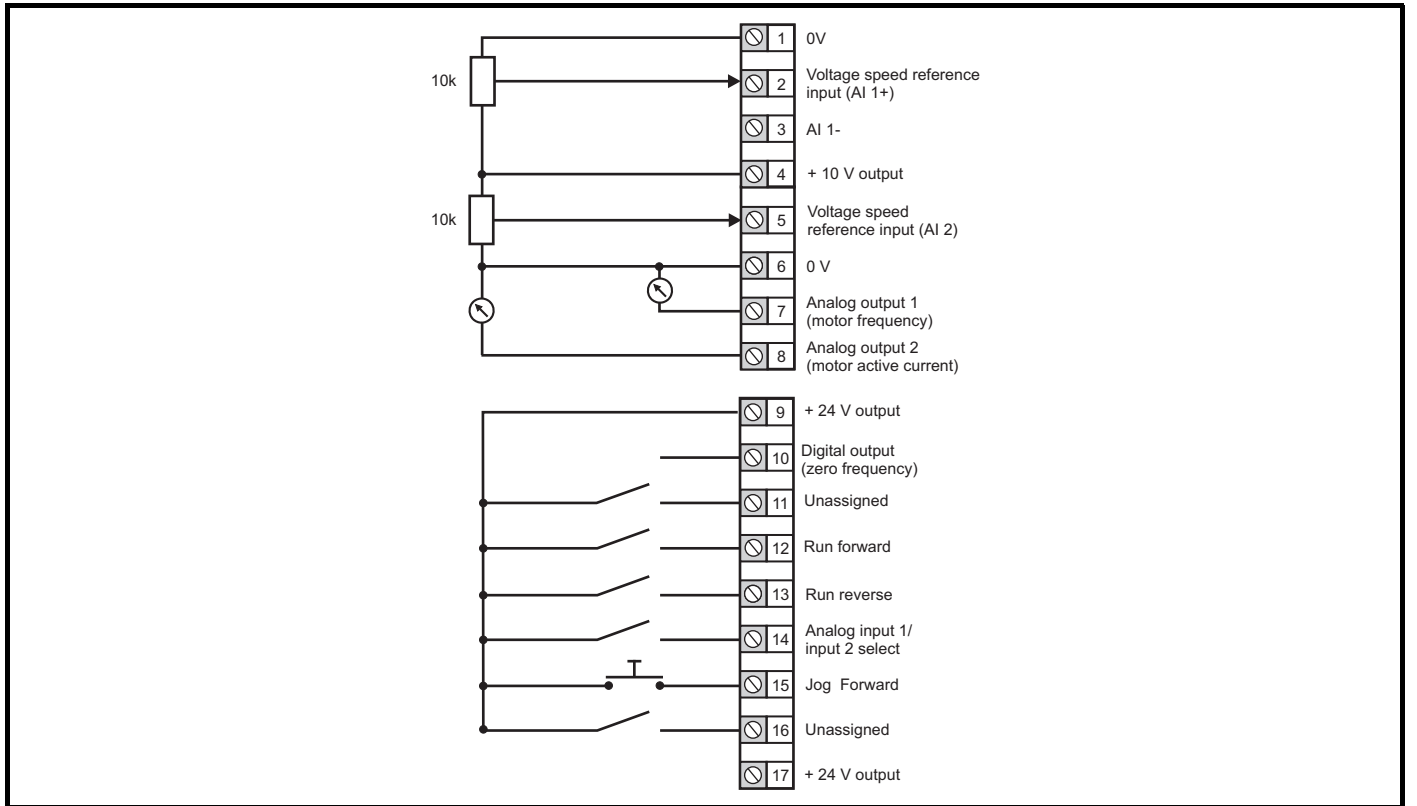 1 0V
10k
2 Voltage speed reference
input (AI 1+)
3 AI 1-
4 + 10 V output
10k
5 Voltage speed
reference input (AI 2)
6 0 V
7 Analog output 1
(motor frequency)
8 Analog output 2
(motor active current)
9 + 24 V output
10 Digital output
(zero frequency)
11 Unassigned
12 Run forward
13 Run reverse
14 Analog input 1/
input 2 select
15 Jog Forward
16 Unassigned
17 + 24 V output